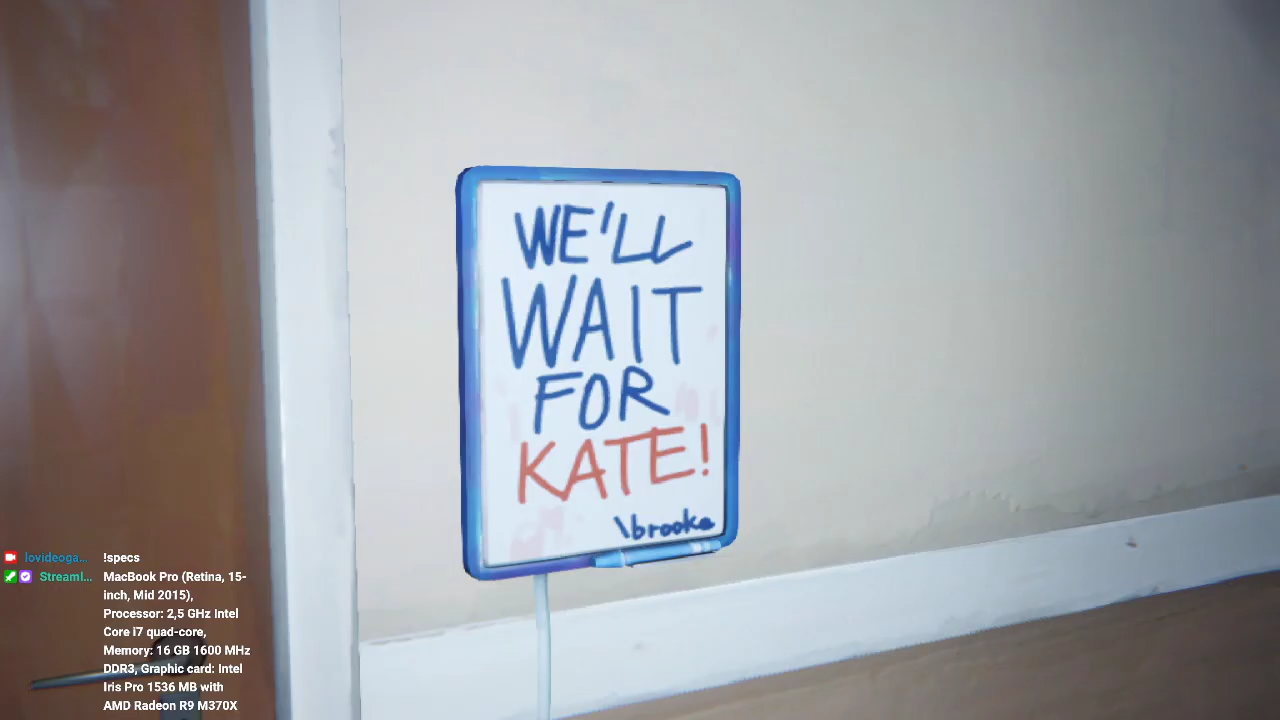 WE'LL
WAIT
FOR
KATE!
\brooke
lovideoga... !specs
Streaml... MacBook Pro (Retina, 15-
inch, Mid 2015),
Processor: 2,5 GHz Intel
Core i7 quad-core,
Memory: 16 GB 1600 MHz
DDR3, Graphic card: Intel
Iris Pro 1536 MB with
AMD Radeon R9 M370X